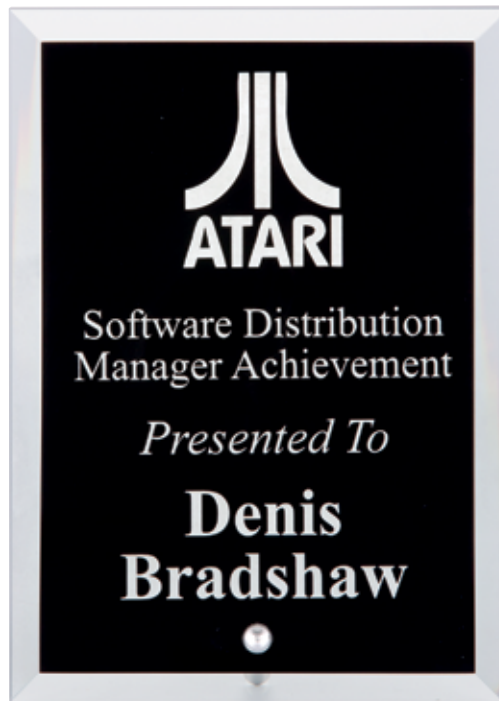 ATARI
Software Distribution
Manager Achievement
Presented To
Denis
Bradshaw